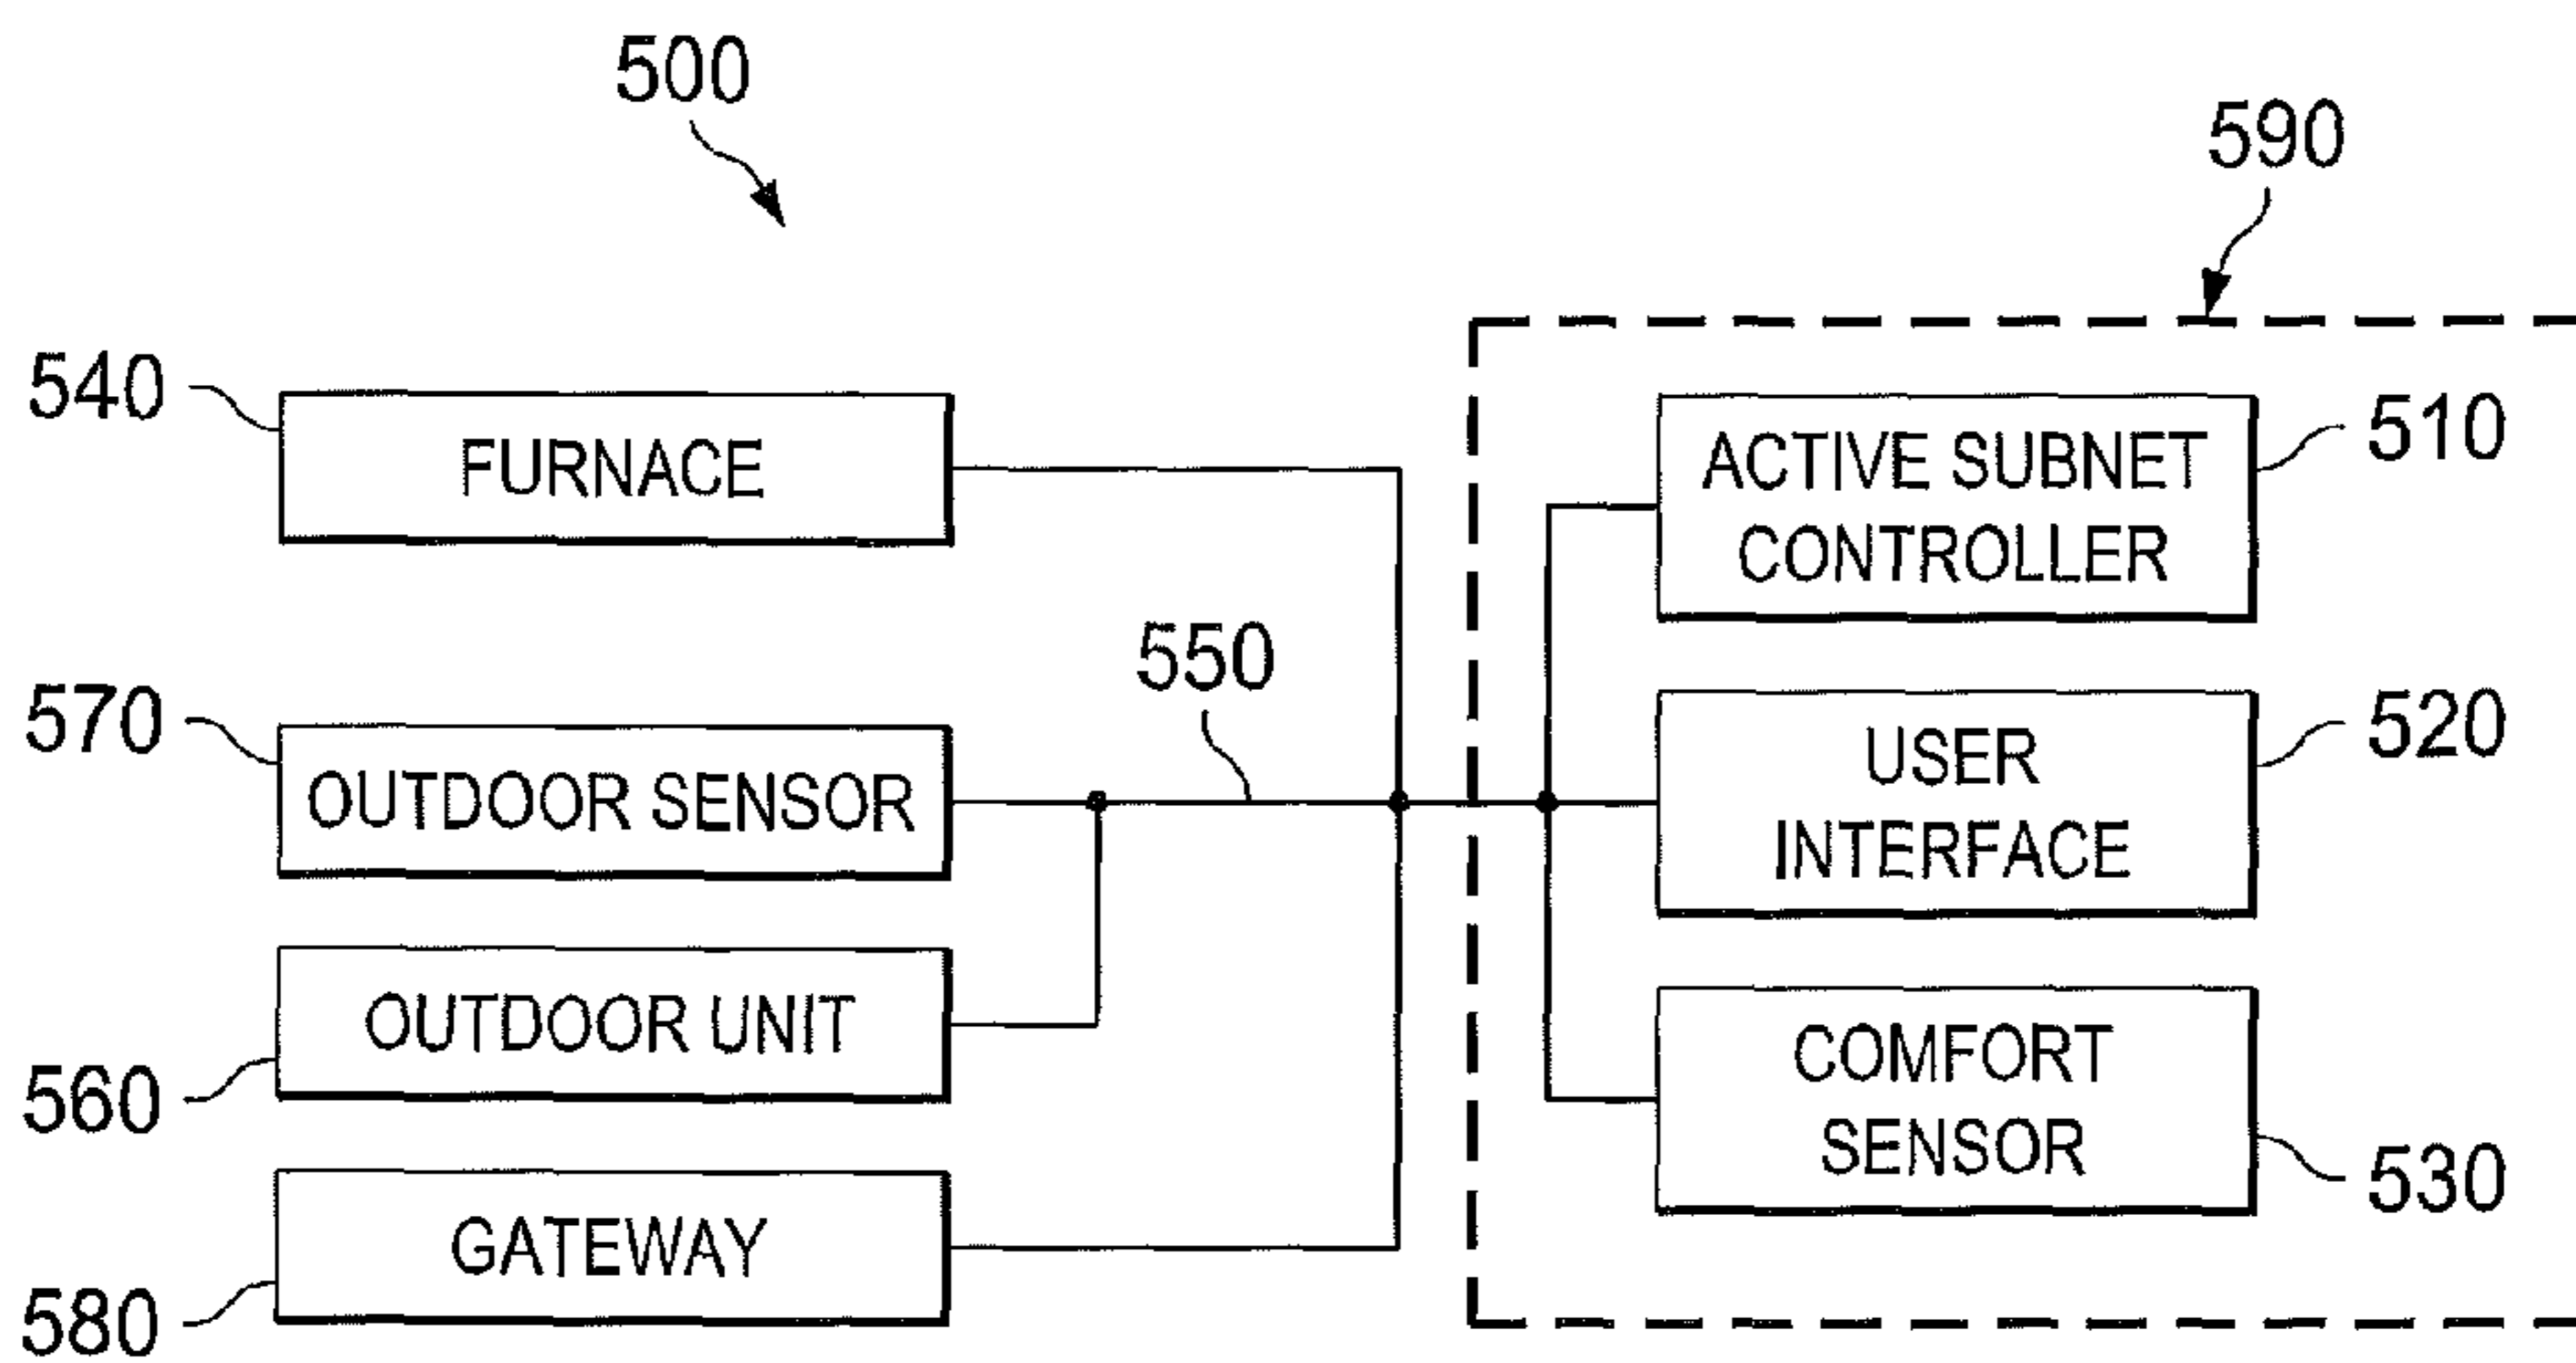 500
590
540
FURNACE
ACTIVE SUBNET
CONTROLLER
510
550
570
OUTDOOR SENSOR
USER
INTERFACE
520
OUTDOOR UNIT
560
COMFORT
SENSOR
530
GATEWAY
580